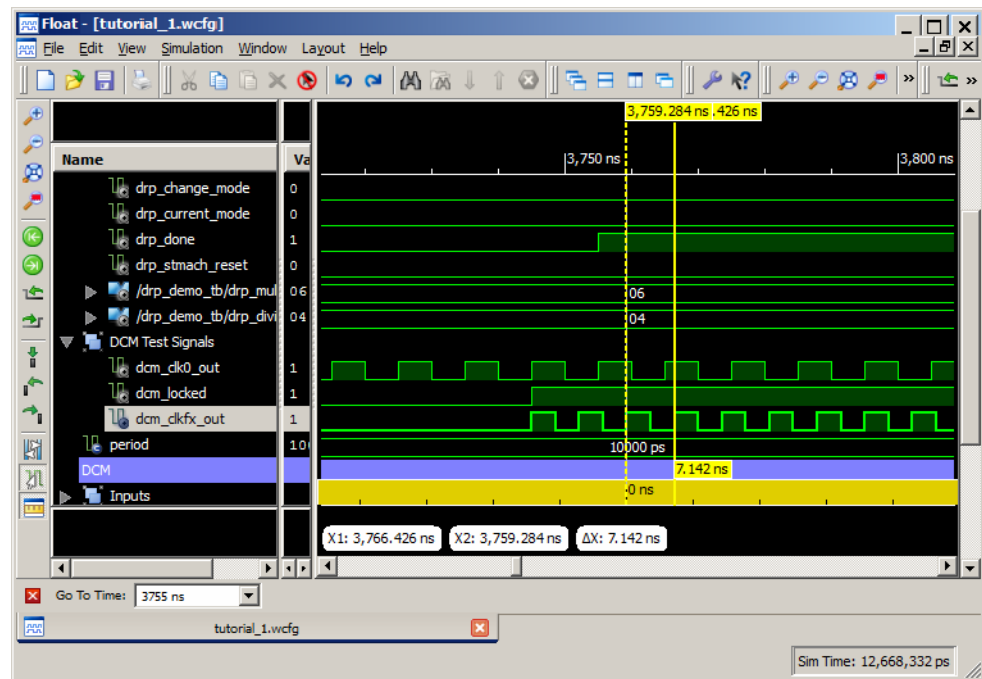 Float - [tutorial_1.wcfg]
File Edit View Simulation Window Layout Help
» »
3,759.284 ns .426 ns
Name Va 3,750 ns 3,800 ns
drp_change_mode 0
drp_current_mode 0
drp_done 1
drp_stmach_reset 0
/drp_demo_tb/drp_mul 06 06
/drp_demo_tb/drp_divi 04 04
DCM Test Signals
dcm_clk0_out 1
dcm_locked 1
dcm_clkfx_out 1
period 10 10000 ps
DCM 7.142 ns
Inputs 0 ns
X1: 3,766.426 ns X2: 3,759.284 ns ΔX: 7.142 ns
Go To Time: 3755 ns
tutorial_1.wcfg
Sim Time: 12,668,332 ps